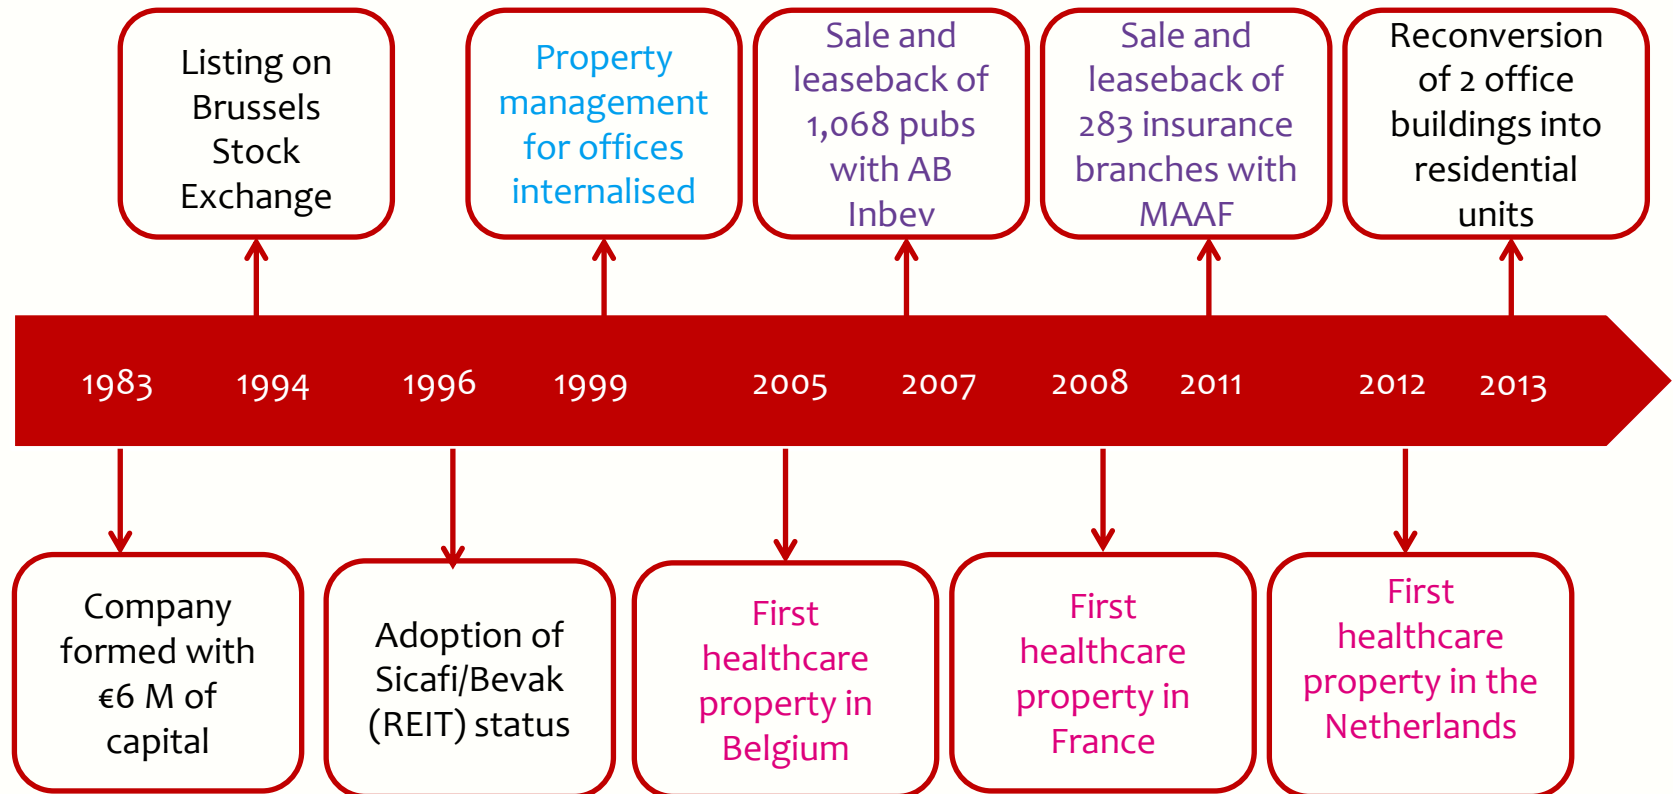 Listing on
Brussels
Stock
Exchange
Property
management
for offices
internalised
Sale and
leaseback of
1,068 pubs
with AB
Inbev
Sale and
leaseback of
283 insurance
branches with
MAAF
Reconversion
of 2 office
buildings into
residential
units
1983 1994 1996 1999 2005 2007 2008 2011 2012 2013
Company
formed with
€6 M of
capital
Adoption of
Sicafi/Bevak
(REIT) status
First
healthcare
property in
Belgium
First
healthcare
property in
France
First
healthcare
property in the
Netherlands